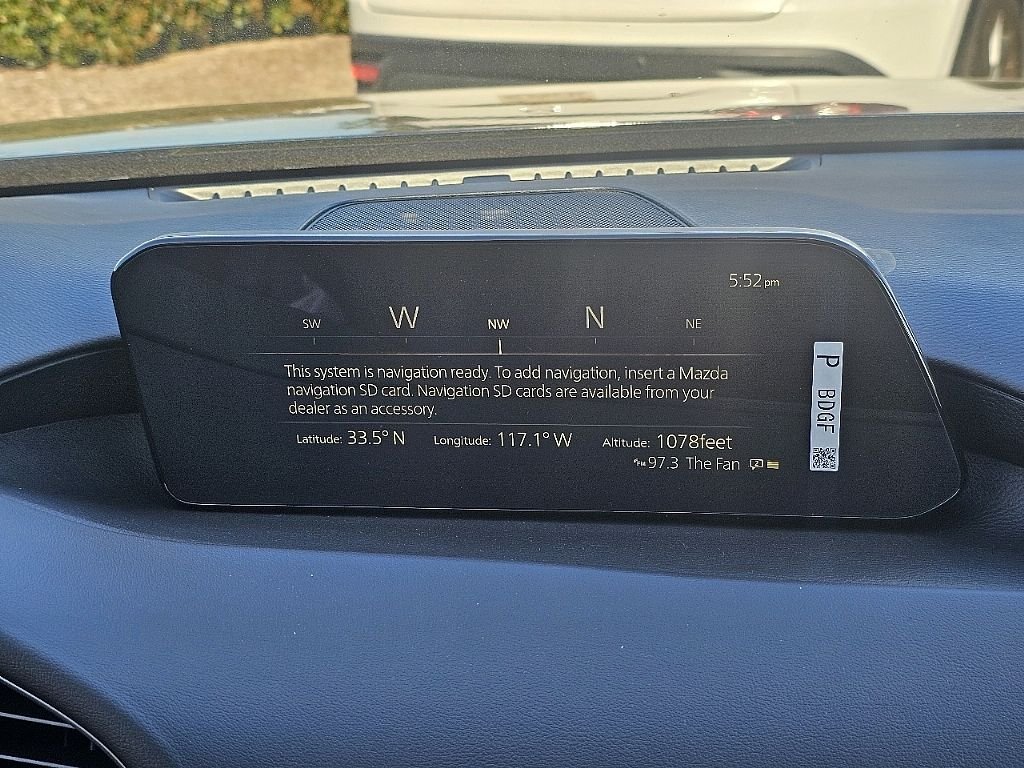 5:52 pm
SW W NW N NE
This system is navigation ready. To add navigation, insert a Mazda
navigation SD card. Navigation SD cards are available from your
dealer as an accessory.
Latitude: 33.5° N Longitude: 117.1° W Altitude: 1078feet
FM 97.3 The Fan
P BDGF